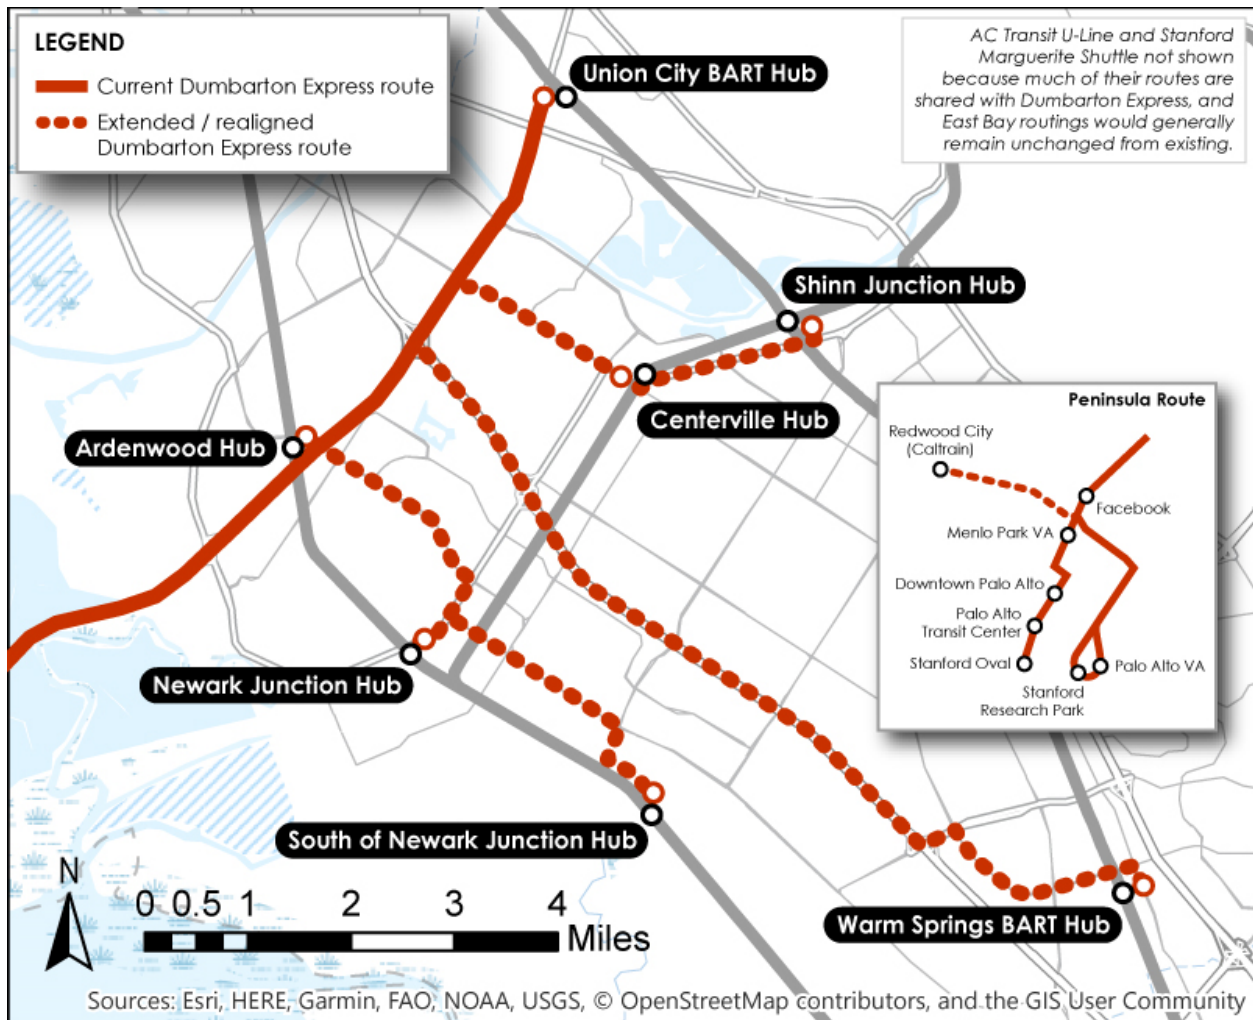 LEGEND
Current Dumbarton Express route
Extended / realigned
Dumbarton Express route
AC Transit U-Line and Stanford
Marguerite Shuttle not shown
because much of their routes are
shared with Dumbarton Express, and
East Bay routings would generally
remain unchanged from existing.
Union City BART Hub
Shinn Junction Hub
Centerville Hub
Ardenwood Hub
Peninsula Route
Redwood City
(Caltrain)
Facebook
Menlo Park VA
Downtown Palo Alto
Palo Alto
Transit Center
Stanford Oval
Palo Alto VA
Stanford
Research Park
Newark Junction Hub
South of Newark Junction Hub
Warm Springs BART Hub
N
0 0.5 1 2 3 4
Miles
Sources: Esri, HERE, Garmin, FAO, NOAA, USGS, © OpenStreetMap contributors, and the GIS User Community